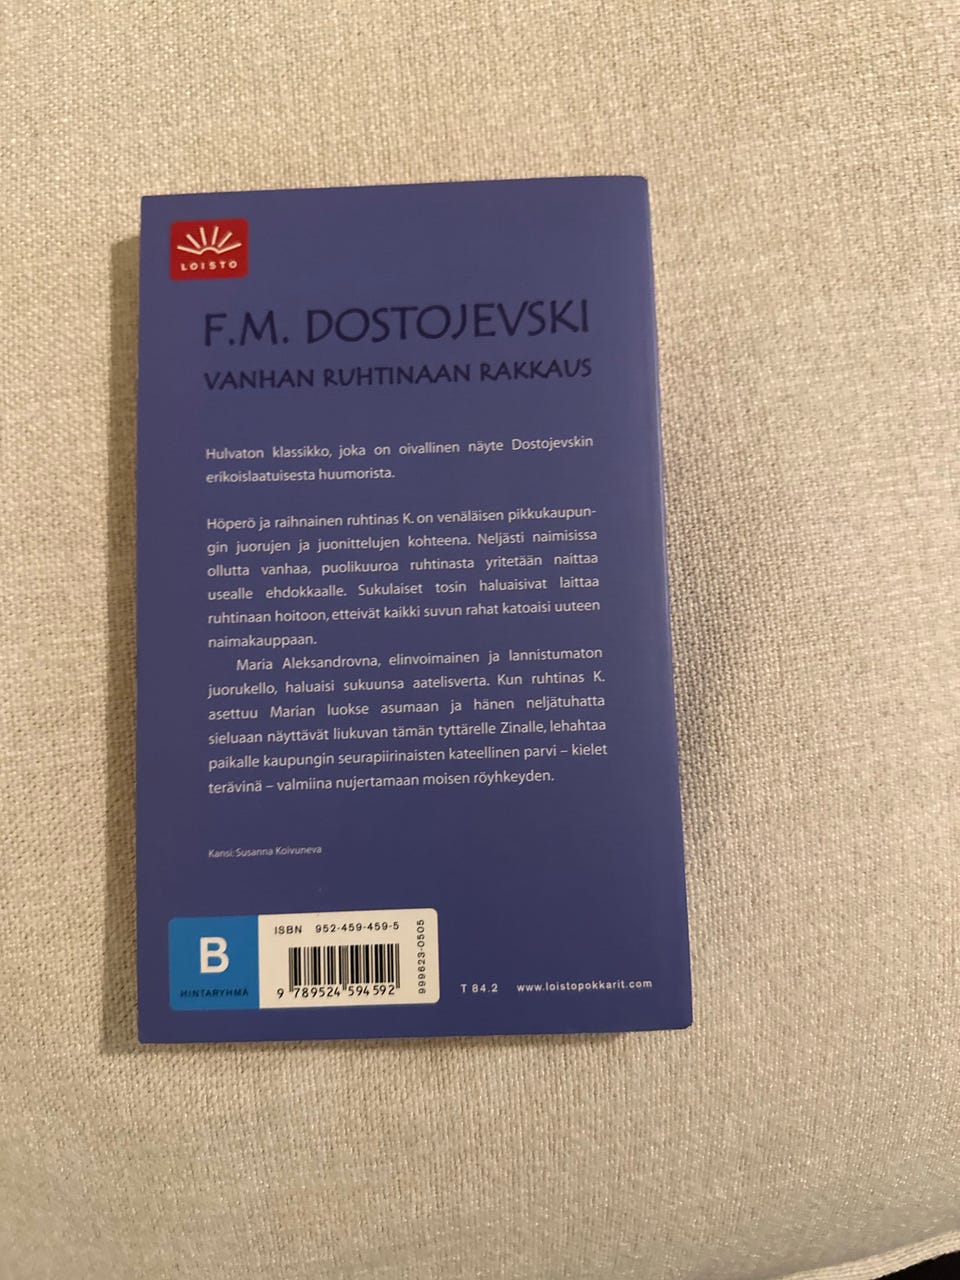 LOISTO
F.M. DOSTOJEVSKI
VANHAN RUHTINAAN RAKKAUS
Hulvaton klassikko, joka on oivallinen näyte Dostojevskin
erikoislaatuisesta huumorista.
Höperö ja raihnainen ruhtinas K. on venäläisen pikkukaupun-
gin juorujen ja juonittelujen kohteena. Neljästi naimisissa
ollutta vanhaa, puolikuuroa ruhtinasta yritetään naittaa
usealle ehdokkaalle. Sukulaiset tosin haluaisivat laittaa
ruhtinaan hoitoon, etteivät kaikki suvun rahat katoaisi uuteen
naimakauppaan.
Maria Aleksandrovna, elinvoimainen ja lannistumaton
juorukello, haluaisi sukuunsa aatelisverta. Kun ruhtinas K.
asettuu Marian luokse asumaan ja hänen neljätuhatta
sieluaan näyttävät liukuvan tämän tyttärelle Zinalle, lehahtaa
paikalle kaupungin seurapiirinaisten kateellinen parvi – kielet
terävinä – valmiina nujertamaan moisen röyhkeyden.
Kansi: Susanna Koivuneva
B
HINTARYHMÄ
ISBN 952-459-459-5
9 789524 594592
999623-0505
T 84.2 www.loistopokkarit.com